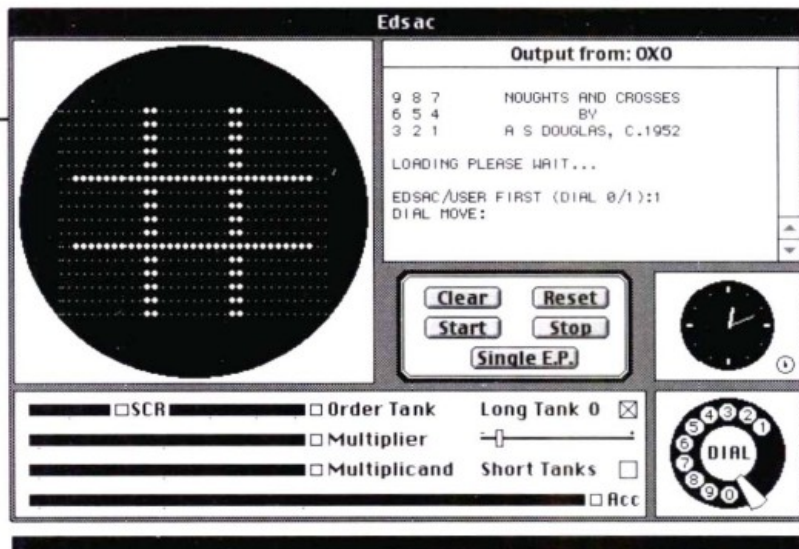 Edsac
Output from: OXO
9 8 7 NOUGHTS AND CROSSES
6 5 4 BY
3 2 1 A S DOUGLAS, C.1952
LOADING PLEASE WAIT...
EDSAC/USER FIRST (DIAL 0/1):1
DIAL MOVE:
Clear Reset
Start Stop
Single E.P.
SCR Order Tank Long Tank 0
Multiplier
- +
Multiplicand Short Tanks
Acc
1 2 3 4 5 6 7 8 9 0
DIAL